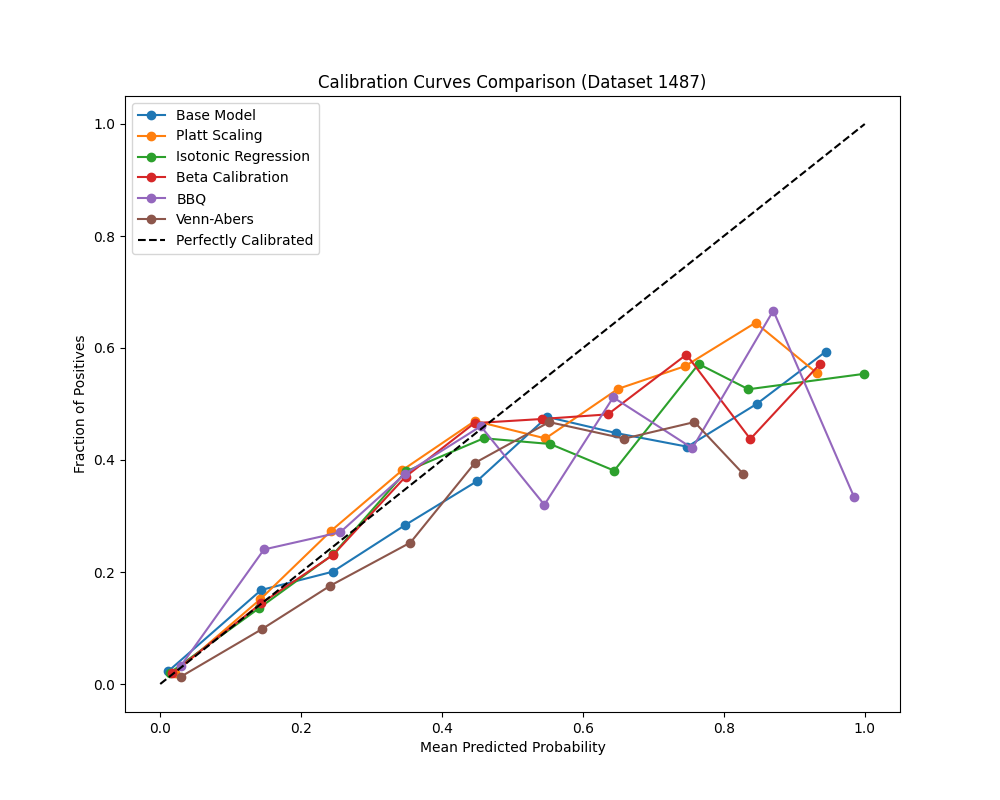 Calibration Curves Comparison (Dataset 1487)
Base Model
Platt Scaling
Isotonic Regression
Beta Calibration
BBQ
Venn-Abers
Perfectly Calibrated
Fraction of Positives
1.0
0.8
0.6
0.4
0.2
0.0
0.0 0.2 0.4 0.6 0.8 1.0
Mean Predicted Probability